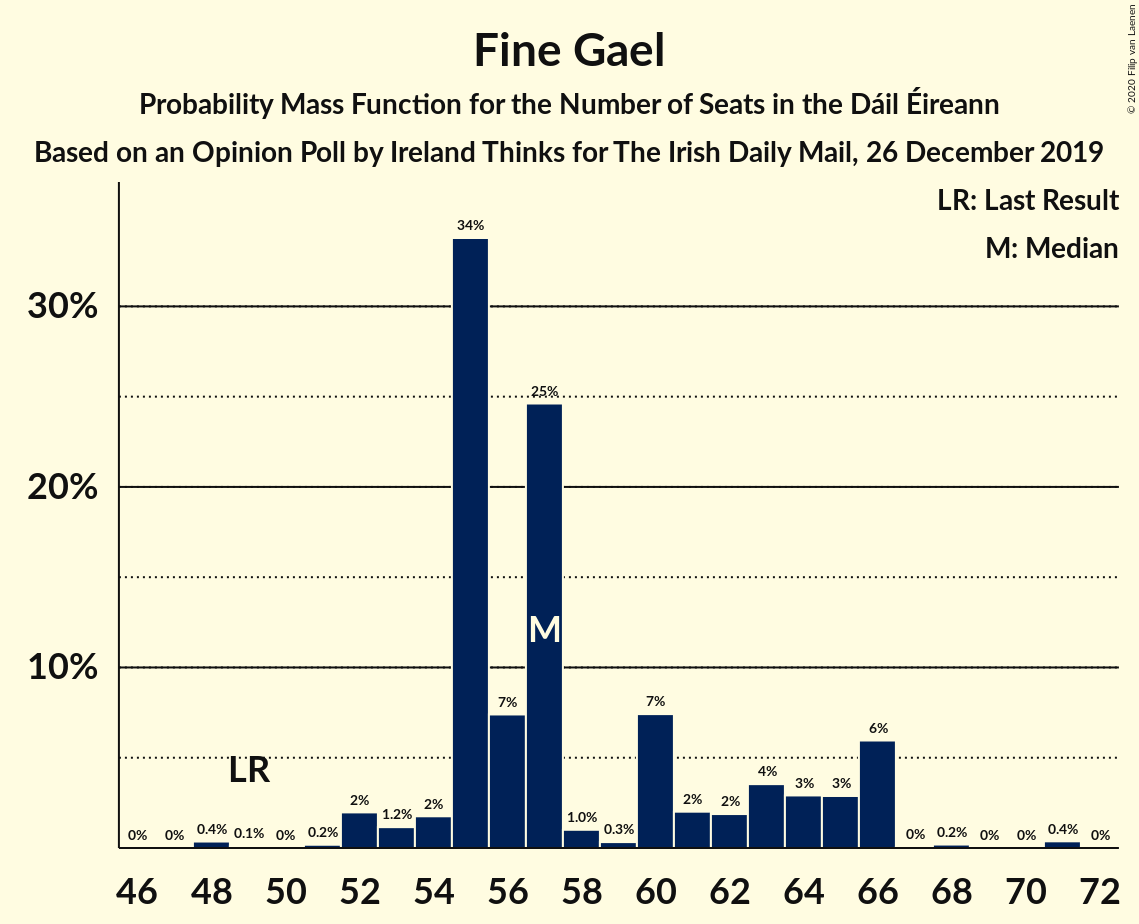 Fine Gael
Probability Mass Function for the Number of Seats in the Dáil Éireann
Based on an Opinion Poll by Ireland Thinks for The Irish Daily Mail, 26 December 2019
© 2020 Filip van Laenen
LR: Last Result
M: Median
30%
20%
10%
0% 0% 0.4% 0.1% 0% 0.2% 2% 1.2% 2% 34% 7% 25% 1.0% 0.3% 7% 2% 2% 4% 3% 3% 6% 0% 0.2% 0% 0% 0.4% 0%
LR
M
46 48 50 52 54 56 58 60 62 64 66 68 70 72